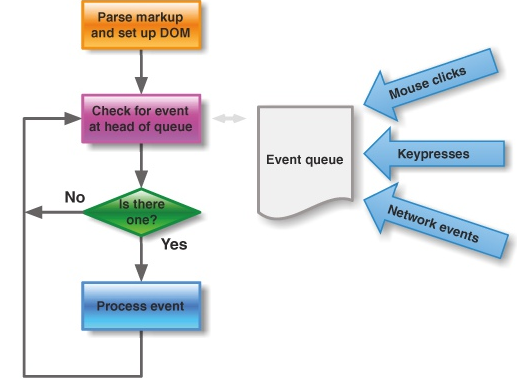 Parse markup
and set up DOM
Check for event
at head of queue
Is there
one?
No
Yes
Process event
Event queue
Mouse clicks
Keypresses
Network events